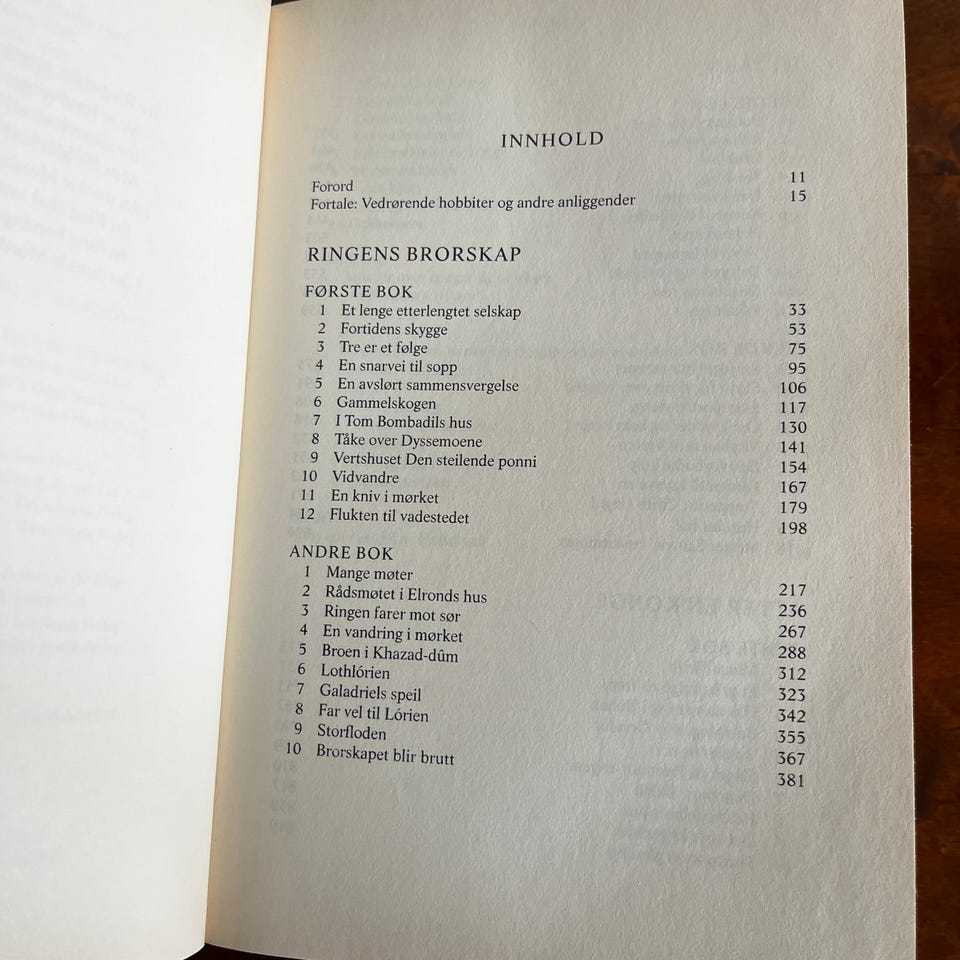 INNHOLD
Forord 11
Fortale: Vedrørende hobbiter og andre anliggender 15
RINGENS BRORSKAP
FØRSTE BOK
1 Et lenge etterlengtet selskap 33
2 Fortidens skygge 53
3 Tre er et følge 75
4 En snarvei til sopp 95
5 En avslørt sammensvergelse 106
6 Gammelskogen 117
7 I Tom Bombadils hus 130
8 Tåke over Dyssemoene 141
9 Vertshuset Den steilende ponni 154
10 Vidvandre 167
11 En kniv i mørket 179
12 Flukten til vadestedet 198
ANDRE BOK
1 Mange møter 217
2 Rådsmøtet i Elronds hus 236
3 Ringen farer mot sør 267
4 En vandring i mørket 288
5 Broen i Khazad-dûm 312
6 Lothlórien 323
7 Galadriels speil 342
8 Far vel til Lórien 355
9 Storfloden 367
10 Brorskapet blir brutt 381